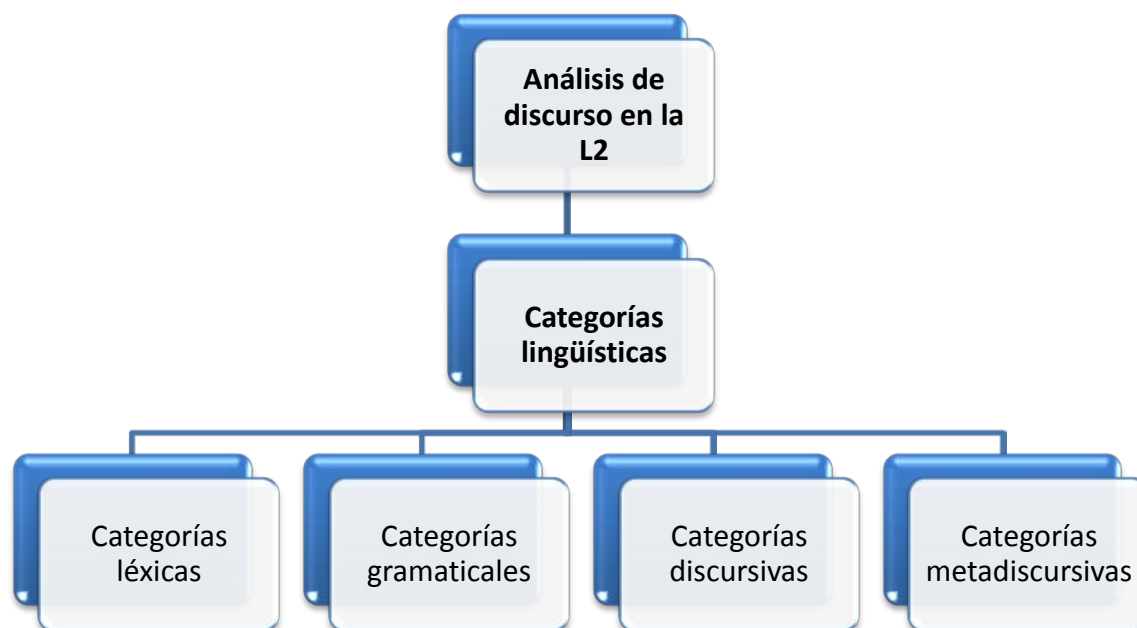 Análisis de
discurso en la
L2
Categorías
lingüísticas
Categorías
léxicas
Categorías
gramaticales
Categorías
discursivas
Categorías
metadiscursivas